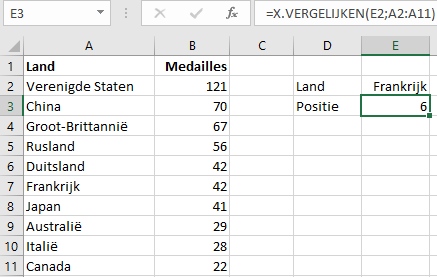 E3 fx =X.VERGELIJKEN(E2;A2:A11)
A B C D E
1 Land Medailles
2 Verenigde Staten 121 Land Frankrijk
3 China 70 Positie 6
4 Groot-Brittannië 67
5 Rusland 56
6 Duitsland 42
7 Frankrijk 42
8 Japan 41
9 Australië 29
10 Italië 28
11 Canada 22